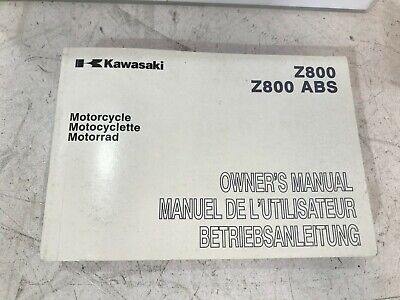 Kawasaki
Z800
Z800 ABS
Motorcycle
Motocyclette
Motorrad
OWNER'S MANUAL
MANUEL DE L'UTILISATEUR
BETRIEBSANLEITUNG